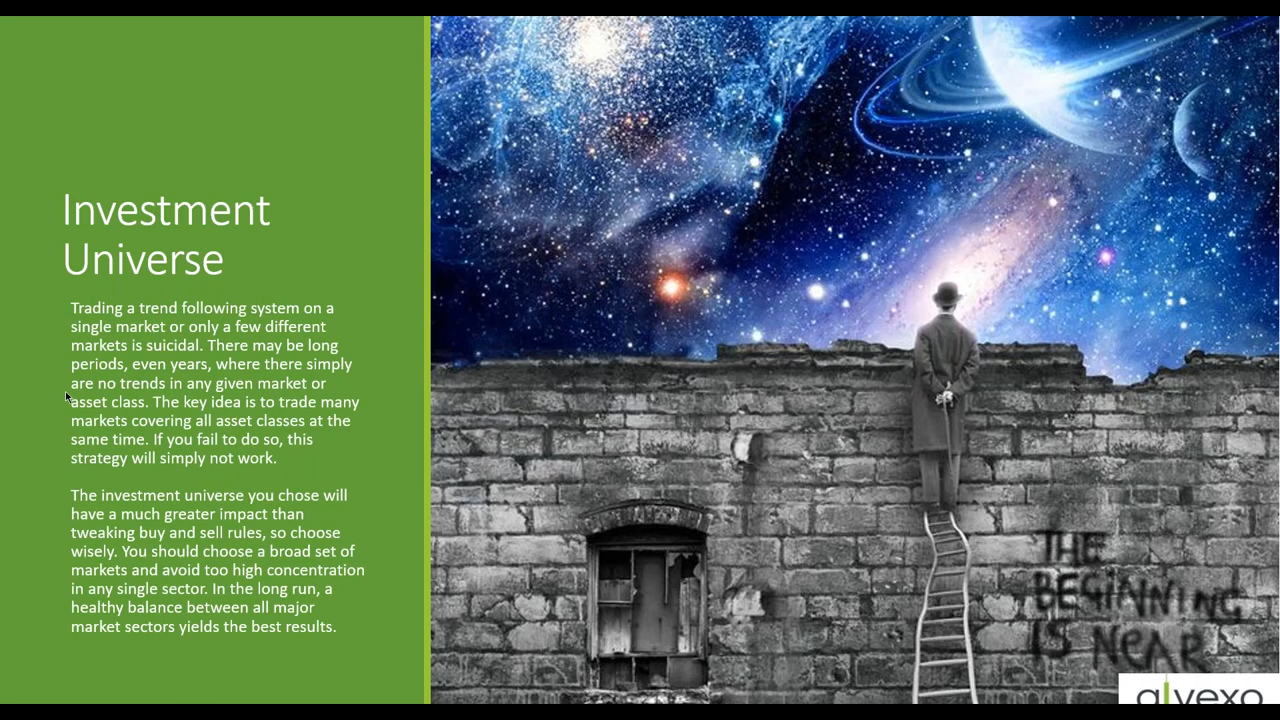 Investment
Universe
Trading a trend following system on a
single market or only a few different
markets is suicidal. There may be long
periods, even years, where there simply
are no trends in any given market or
asset class. The key idea is to trade many
markets covering all asset classes at the
same time. If you fail to do so, this
strategy will simply not work.
The investment universe you chose will
have a much greater impact than
tweaking buy and sell rules, so choose
wisely. You should choose a broad set of
markets and avoid too high concentration
in any single sector. In the long run, a
healthy balance between all major
market sectors yields the best results.
THE
BEGINNING
IS NEAR
alvexo